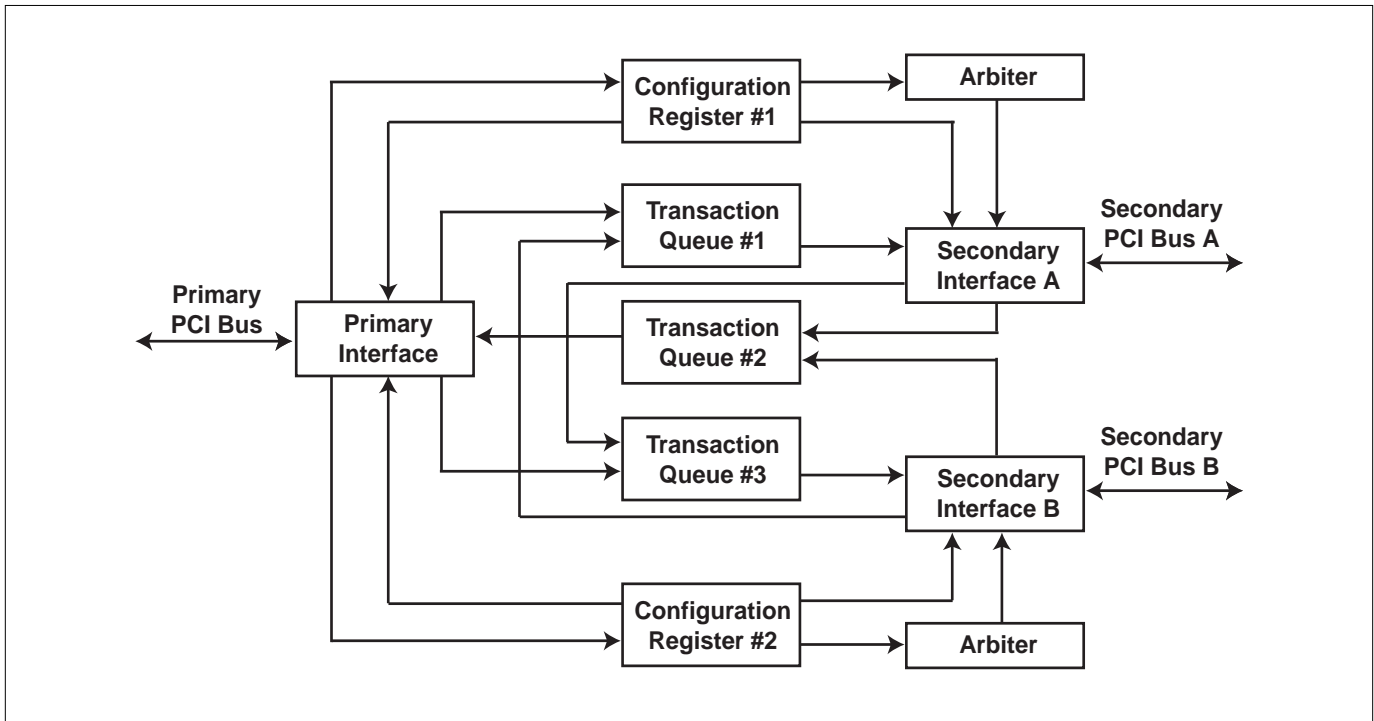 Configuration
Register #1
Arbiter
Transaction
Queue #1
Secondary
PCI Bus A
Secondary
Interface A
Primary
PCI Bus
Primary
Interface
Transaction
Queue #2
Transaction
Queue #3
Secondary
PCI Bus B
Secondary
Interface B
Configuration
Register #2
Arbiter